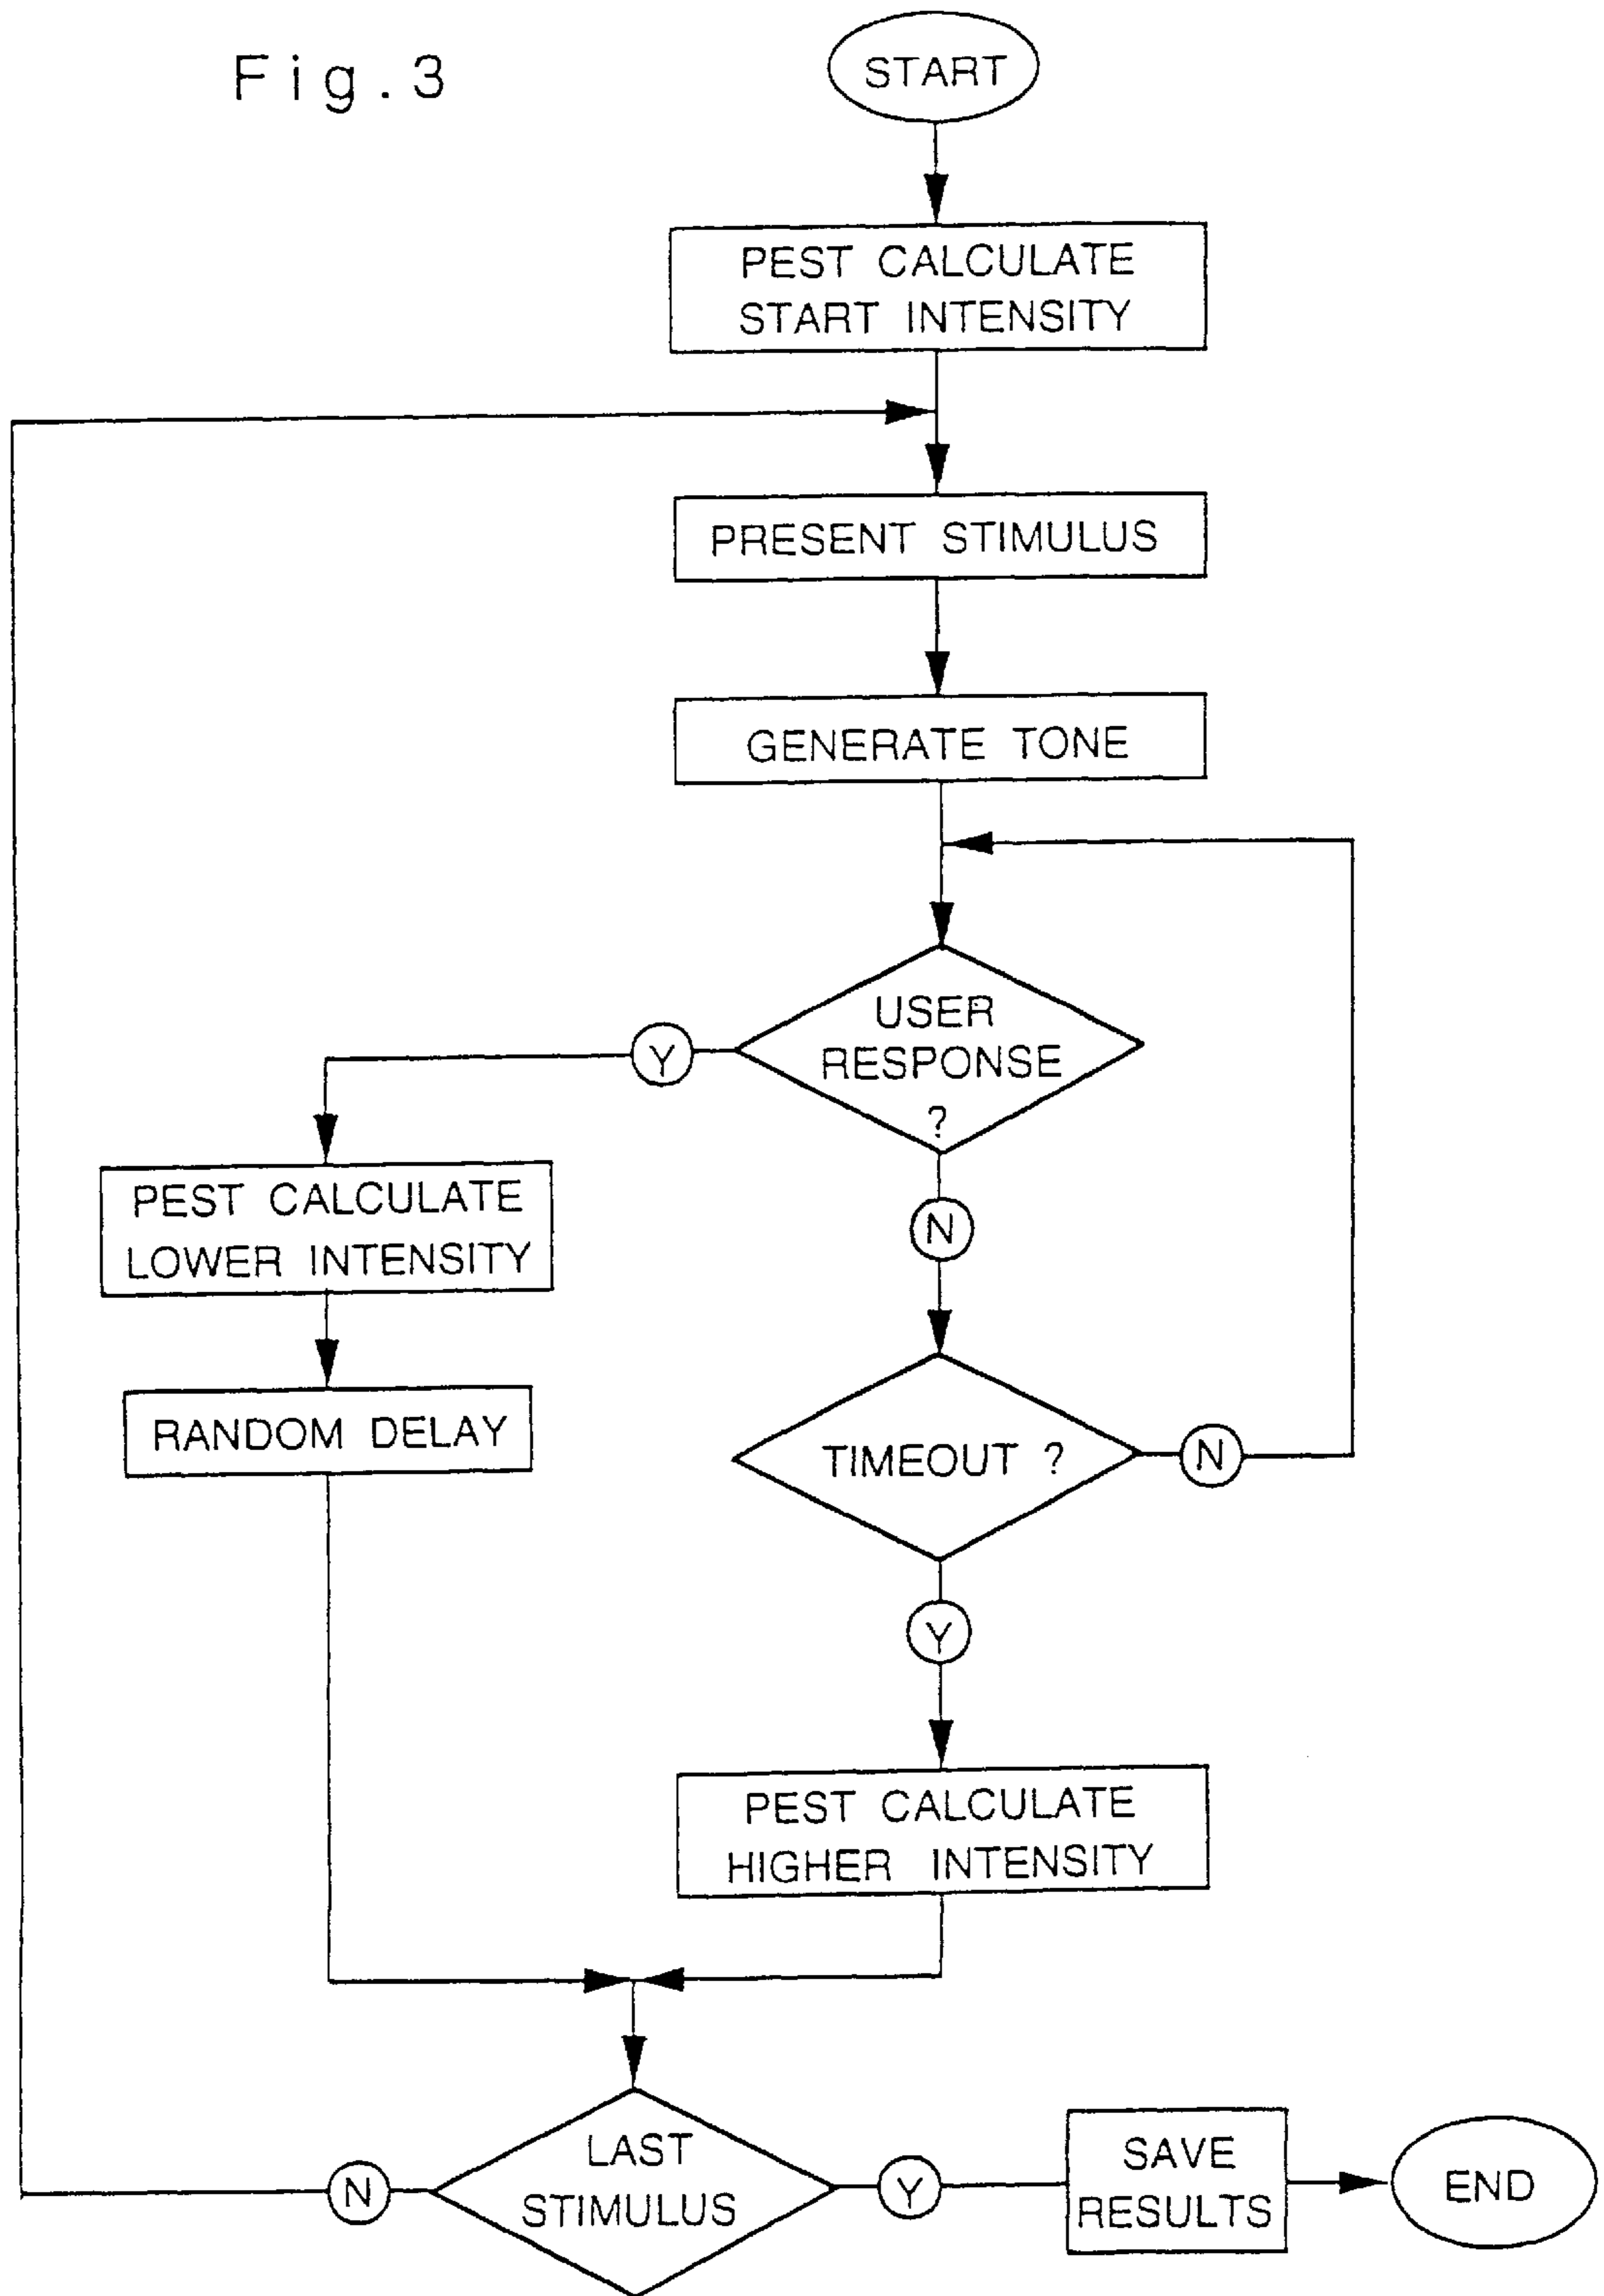 Fig.3
START
PEST CALCULATE
START INTENSITY
PRESENT STIMULUS
GENERATE TONE
USER
RESPONSE
?
Y
N
PEST CALCULATE
LOWER INTENSITY
RANDOM DELAY
TIMEOUT ?
N
Y
PEST CALCULATE
HIGHER INTENSITY
LAST
STIMULUS
N
Y
SAVE
RESULTS
END